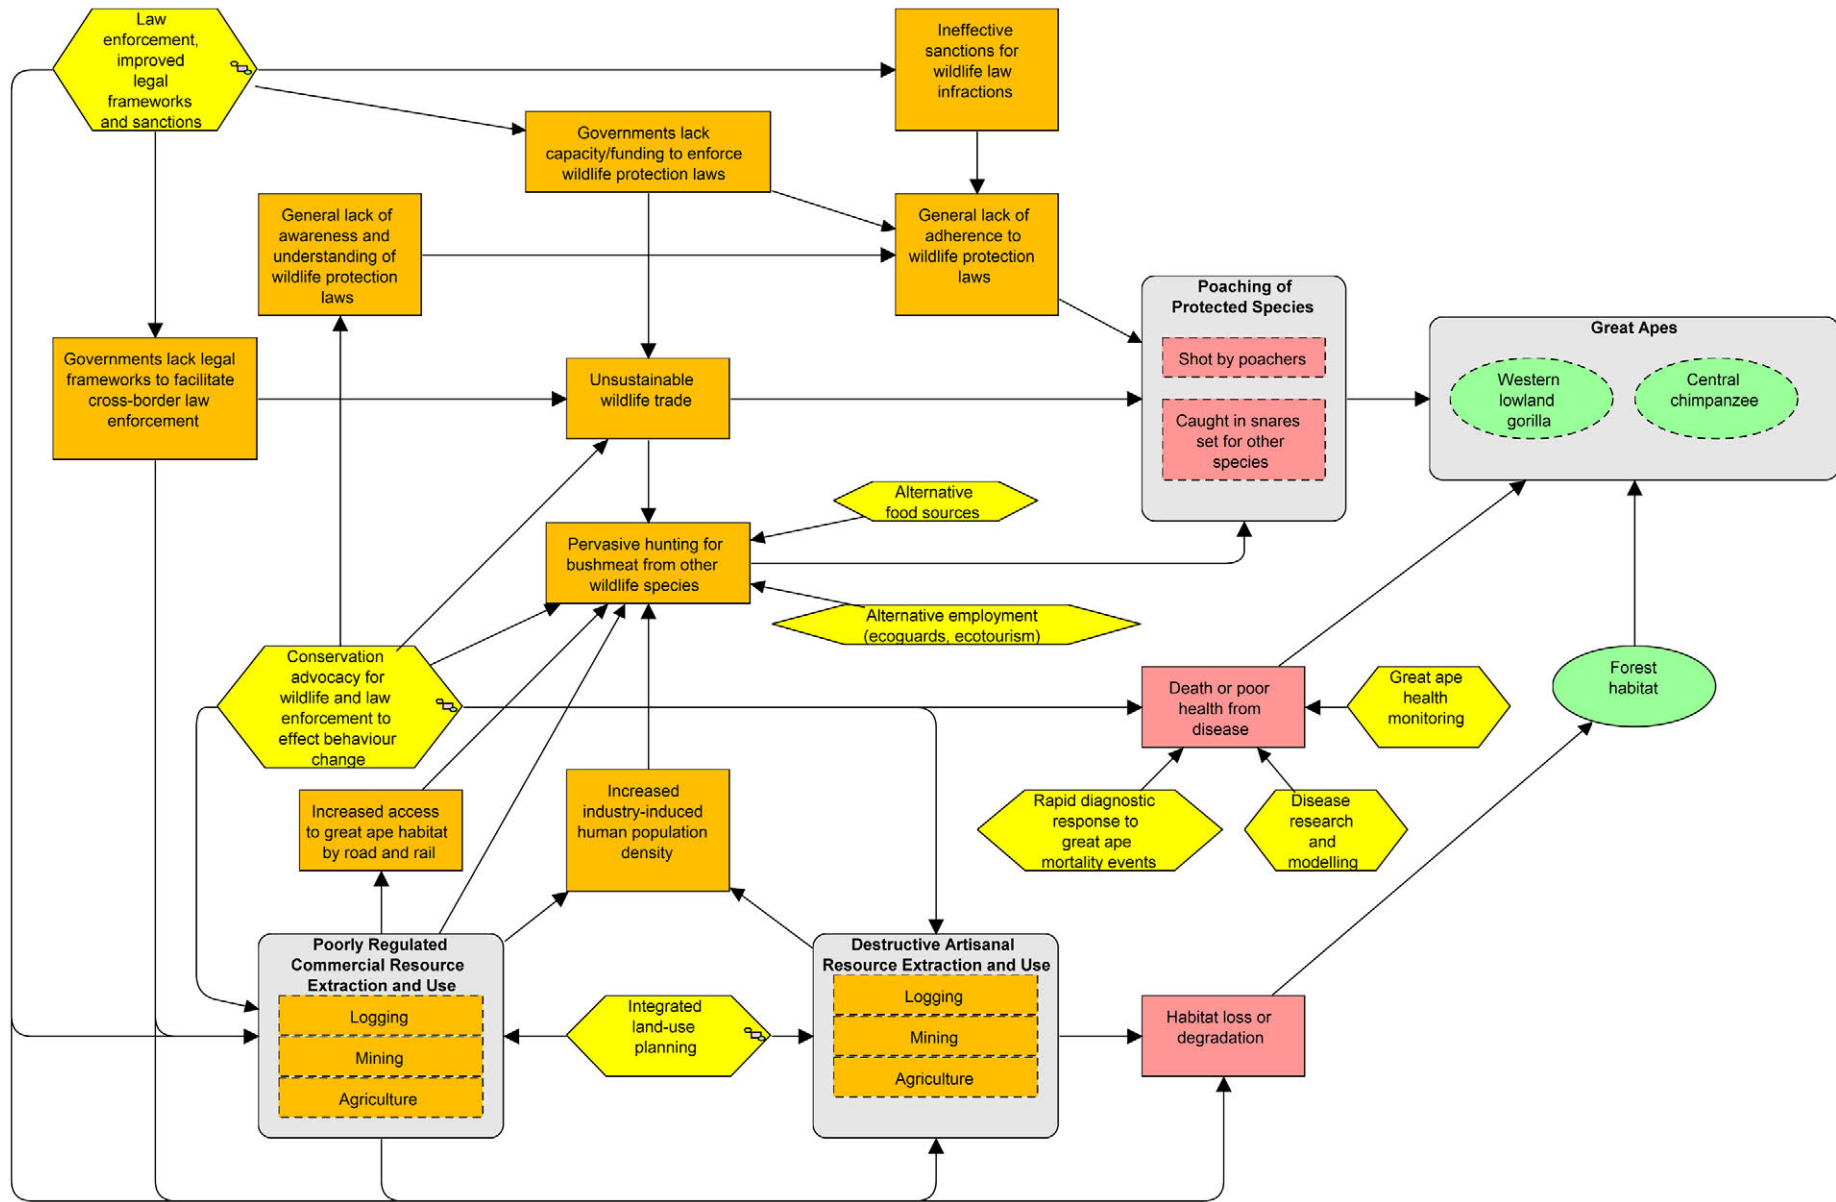 Law
enforcement,
improved
legal
frameworks
and sanctions
Ineffective
sanctions for
wildlife law
infractions
Governments lack
capacity/funding to enforce
wildlife protection laws
General lack of
awareness and
understanding of
wildlife protection
laws
General lack of
adherence to
wildlife protection
laws
Poaching of
Protected Species
Shot by poachers
Caught in snares
set for other
species
Great Apes
Western
lowland
gorilla
Central
chimpanzee
Governments lack legal
frameworks to facilitate
cross-border law
enforcement
Unsustainable
wildlife trade
Alternative
food sources
Pervasive hunting for
bushmeat from other
wildlife species
Alternative employment
(ecoguards, ecotourism)
Conservation
advocacy for
wildlife and law
enforcement to
effect behaviour
change
Death or poor
health from
disease
Great ape
health
monitoring
Forest
habitat
Increased access
to great ape habitat
by road and rail
Increased
industry-induced
human population
density
Rapid diagnostic
response to
great ape
mortality events
Disease
research
and
modelling
Poorly Regulated
Commercial Resource
Extraction and Use
Logging
Mining
Agriculture
Integrated
land-use
planning
Destructive Artisanal
Resource Extraction and Use
Logging
Mining
Agriculture
Habitat loss or
degradation